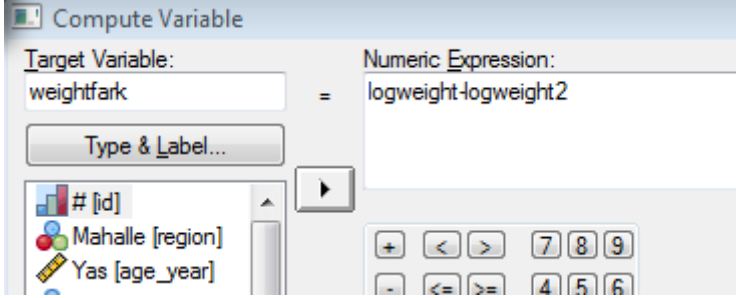 Compute Variable
Target Variable:
Numeric Expression:
weightfark
=
logweight-logweight2
Type & Label...
# [id]
Mahalle [region]
Yas [age_year]
+ < > 7 8 9
- <= >= 4 5 6